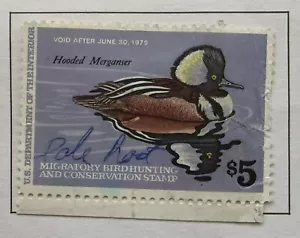 VOID AFTER JUNE 30, 1979
Hooded Merganser
U.S. DEPARTMENT OF THE INTERIOR
$5
MIGRATORY BIRD HUNTING
AND CONSERVATION STAMP